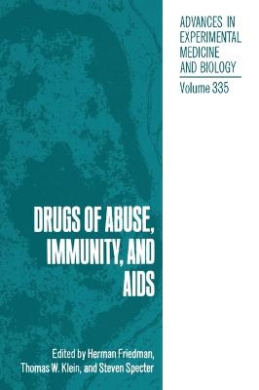 ADVANCES IN
EXPERIMENTAL
MEDICINE
AND BIOLOGY
Volume 335
DRUGS OF ABUSE,
IMMUNITY, AND
AIDS
Edited by Herman Friedman,
Thomas W. Klein, and Steven Specter